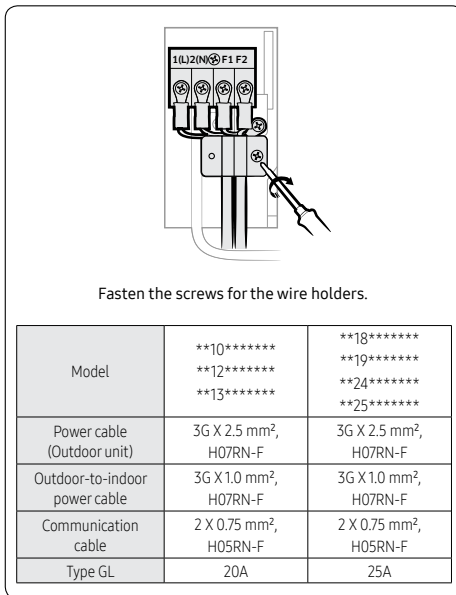 1(L)2(N) F1 F2
Fasten the screws for the wire holders.
Model
**10*******
**12*******
**13*******
**18*******
**19*******
**24*******
**25*******
Power cable
(Outdoor unit)
3G X 2.5 mm²,
H07RN-F
3G X 2.5 mm²,
H07RN-F
Outdoor-to-indoor
power cable
3G X 1.0 mm²,
H07RN-F
3G X 1.0 mm²,
H07RN-F
Communication
cable
2 X 0.75 mm²,
H05RN-F
2 X 0.75 mm²,
H05RN-F
Type GL
20A
25A